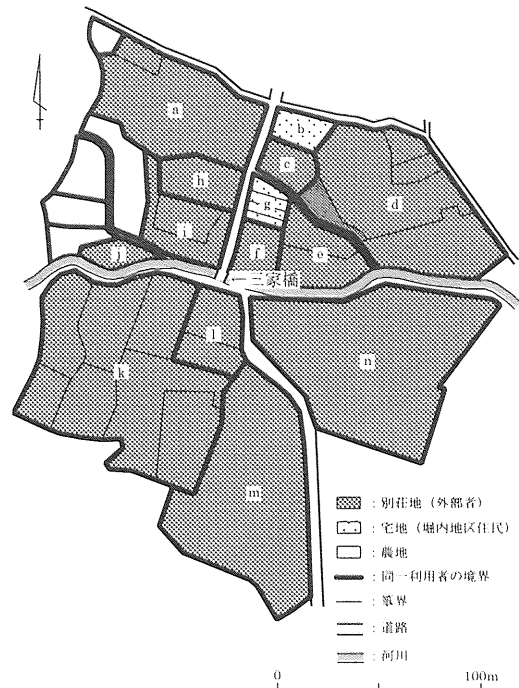 a
b
c
d
h
g
i
f
e
j
三家橋
l
k
n
m
：別荘地（外部者）
：宅地（堀内地区住民）
：農地
：同一利用者の境界
：筆界
：道路
：河川
0 100m